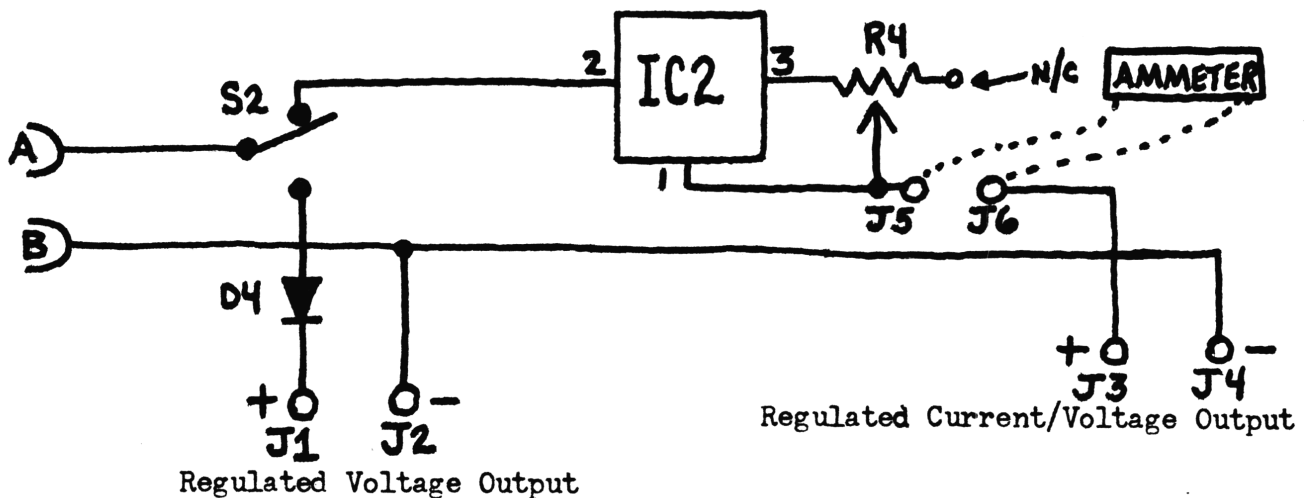 R4
2
IC2
3
N/C
AMMETER
S2
A
1
J5
J6
B
D4
+
-
J3
J4
+
-
J1
J2
Regulated Current/Voltage Output
Regulated Voltage Output